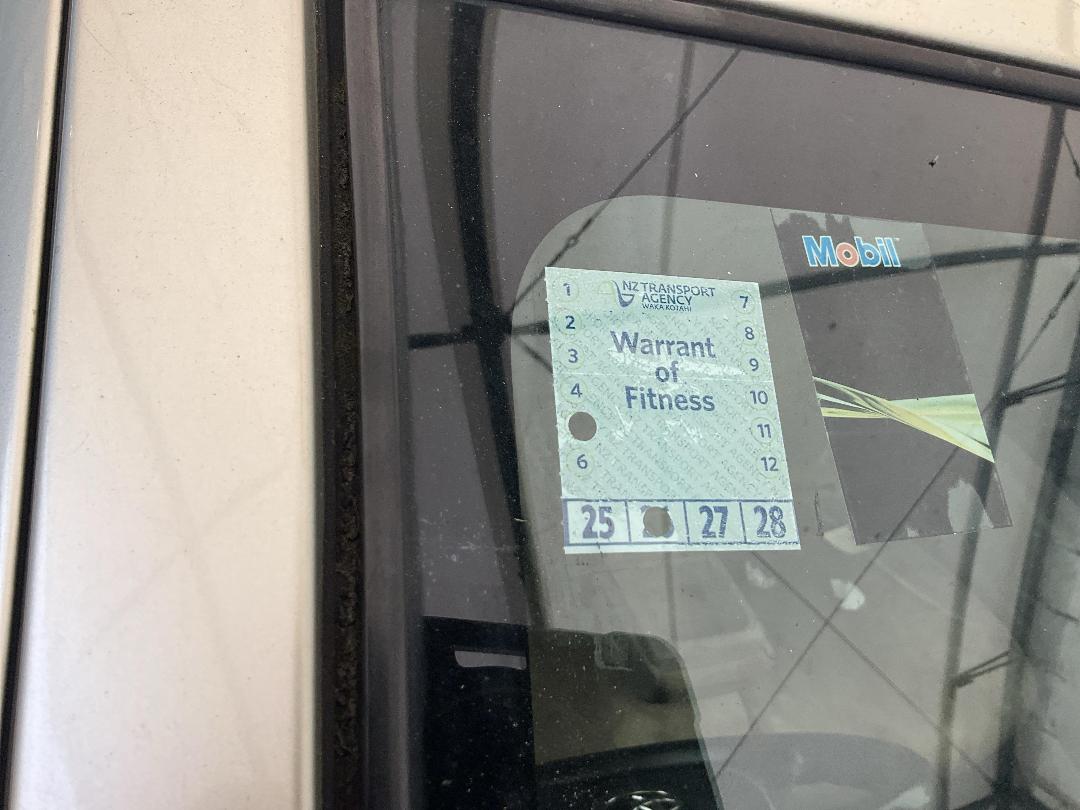 Mobil
NZ TRANSPORT
AGENCY
WAKA KOTAHI
Warrant
of
Fitness
1
2
3
4
6
7
8
9
10
11
12
25 27 28